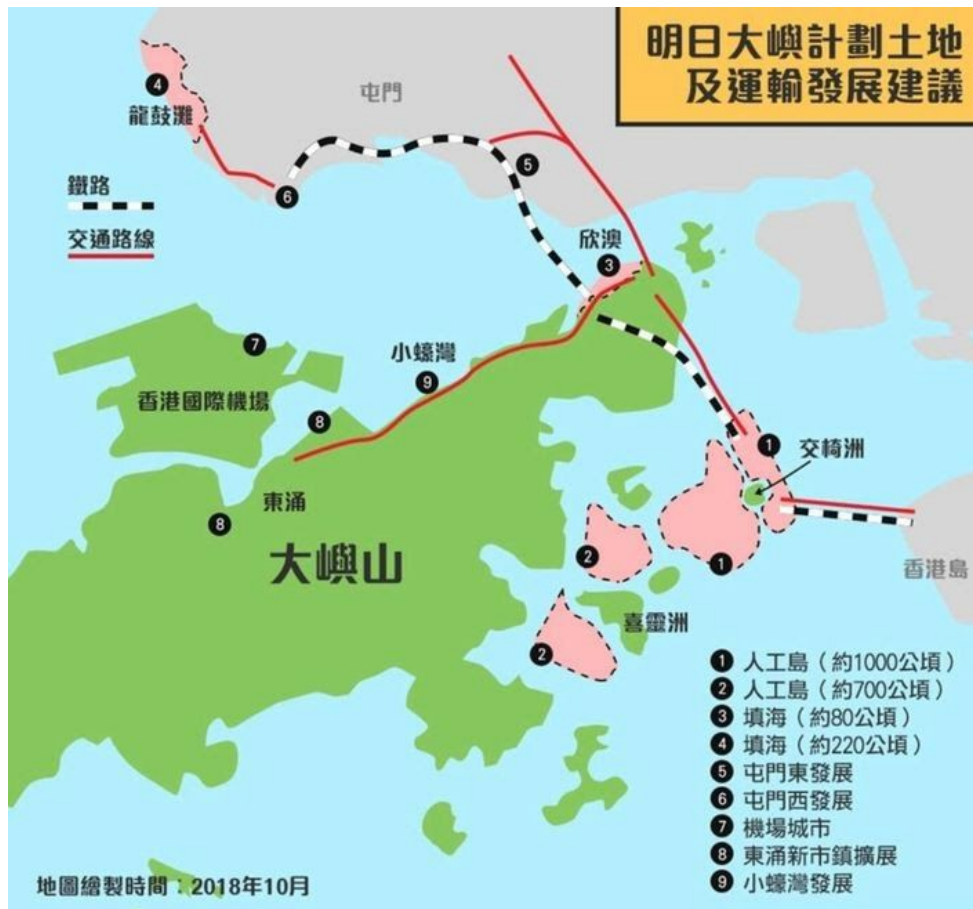 明日大嶼計劃土地
及運輸發展建議
屯門
4
龍鼓灘
5
6
鐵路
交通路線
欣澳
3
7
小蠔灣
9
香港國際機場
8
1
交椅洲
東涌
8
大嶼山
2
1
香港島
喜靈洲
2
1 人工島（約1000公頃）
2 人工島（約700公頃）
3 填海（約80公頃）
4 填海（約220公頃）
5 屯門東發展
6 屯門西發展
7 機場城市
8 東涌新市鎮擴展
9 小蠔灣發展
地圖繪製時間：2018年10月